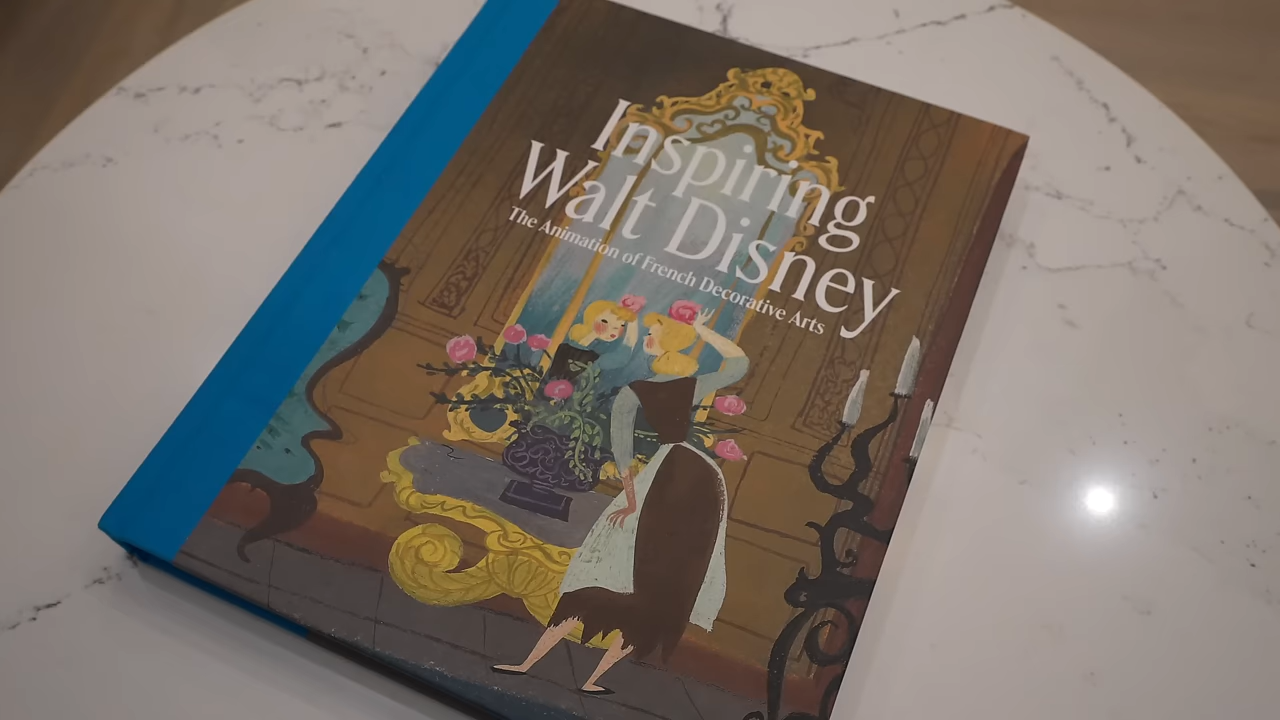 Inspiring
Walt Disney
The Animation of French Decorative Arts